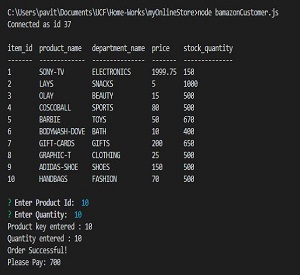 C:\Users\pavit\Documents\UCF\Home-Works\myOnlineStore>node bamazonCustomer.js
Connected as id 37
item_id product_name department_name price stock_quantity
------- ------------ --------------- ------- --------------
1 SONY-TV ELECTRONICS 1999.75 150
2 LAYS SNACKS 5 1000
3 OLAY BEAUTY 15 500
4 COSCOBALL SPORTS 80 500
5 BARBIE TOYS 50 670
6 BODYWASH-DOVE BATH 10 400
7 GIFT-CARDS GIFTS 200 650
8 GRAPHIC-T CLOTHING 25 500
9 ADIDAS-SHOE SHOES 150 500
10 HANDBAGS FASHION 70 500
? Enter Product Id: 10
? Enter Quantity: 10
Product key entered : 10
Quantity entered : 10
Order Successful!
Please Pay: 700